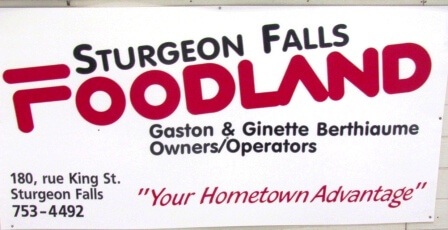 STURGEON FALLS
FOODLAND
Gaston & Ginette Berthiaume
Owners/Operators
180, rue King St.
Sturgeon Falls
753-4492
"Your Hometown Advantage"